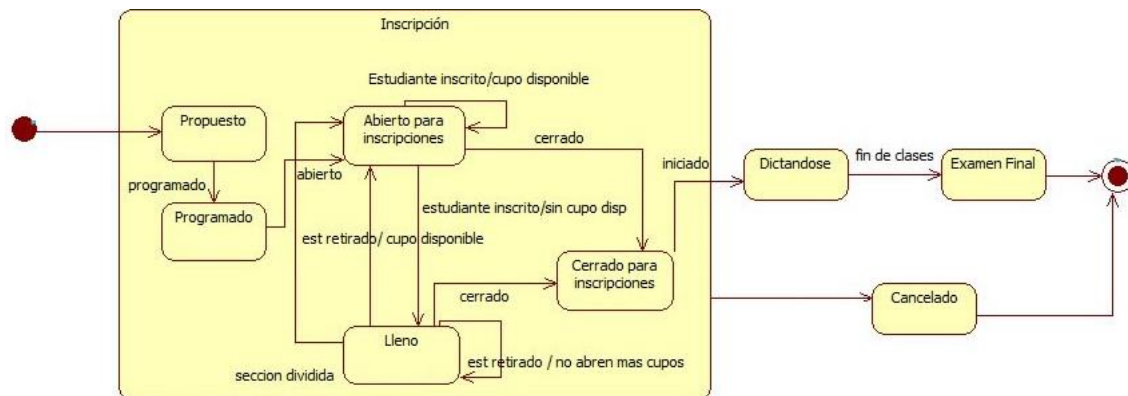 Inscripción
Estudiante inscrito/cupo disponible
Propuesto
Abierto para
inscripciones
cerrado
iniciado
Dictandose
fin de clases
Examen Final
programado
abierto
Programado
estudiante inscrito/sin cupo disp
est retirado/ cupo disponible
Cerrado para
inscripciones
cerrado
Cancelado
Lleno
est retirado / no abren mas cupos
seccion dividida